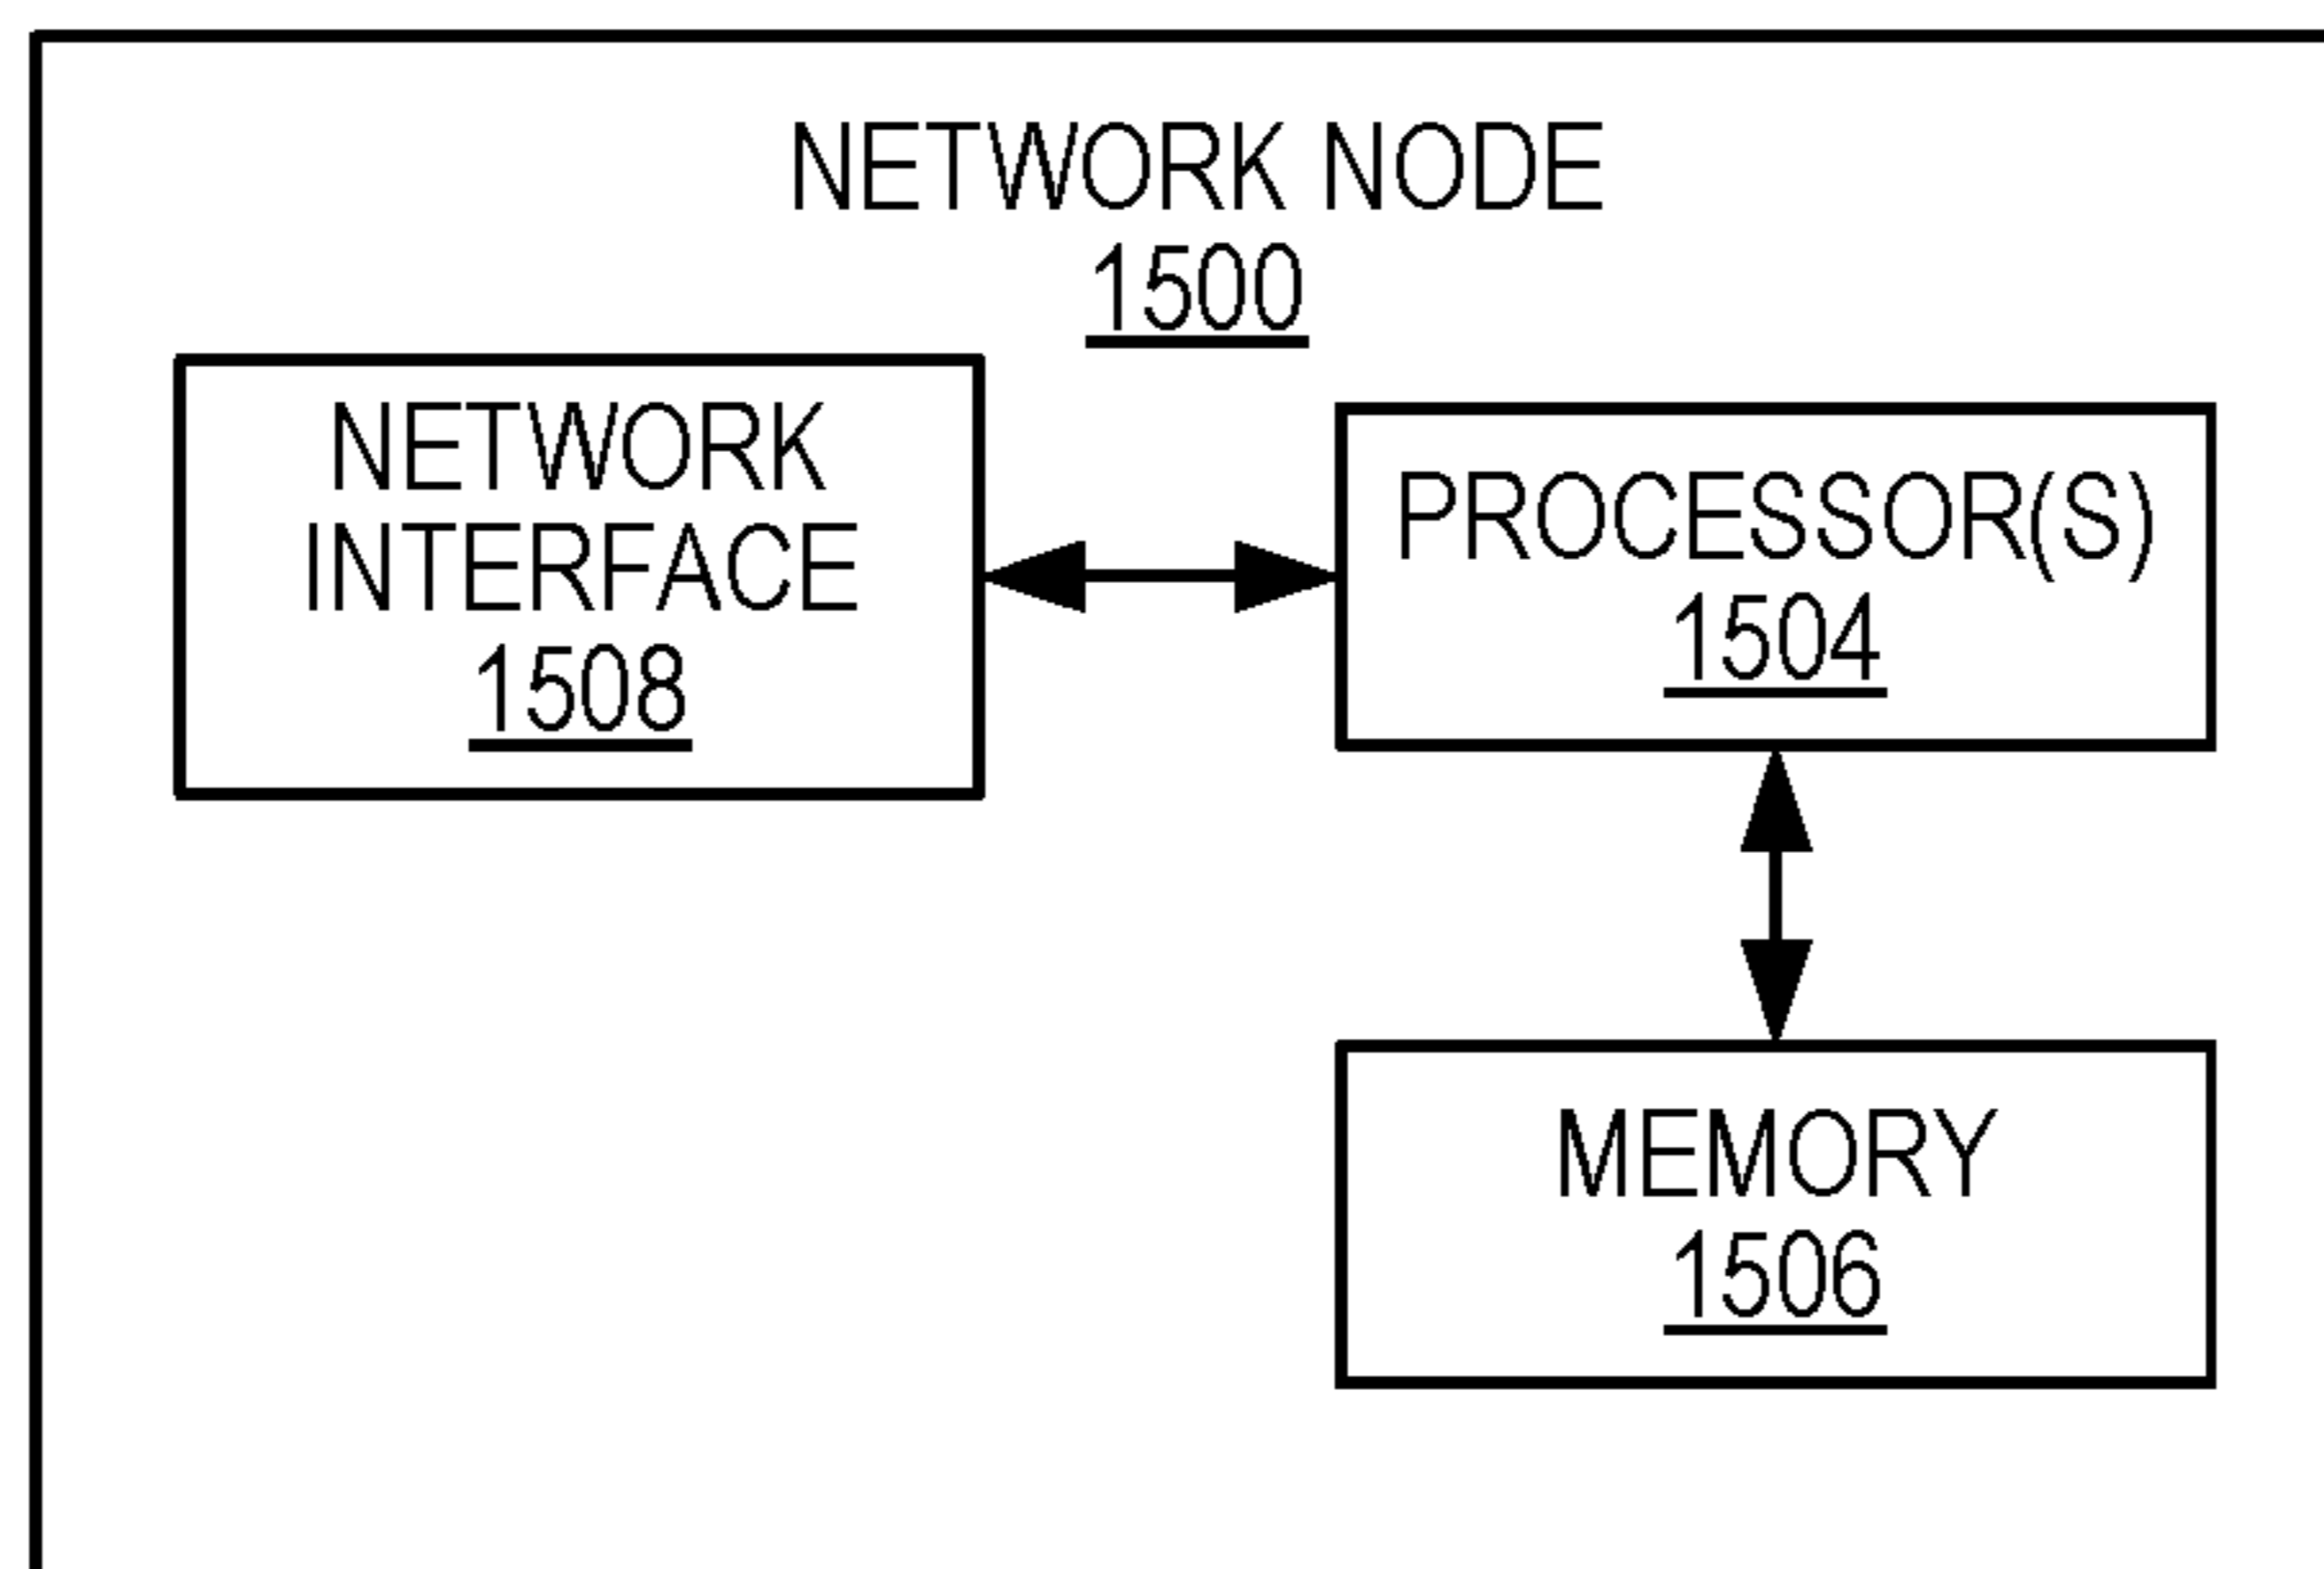 NETWORK NODE
1500
NETWORK
INTERFACE
1508
PROCESSOR(S)
1504
MEMORY
1506